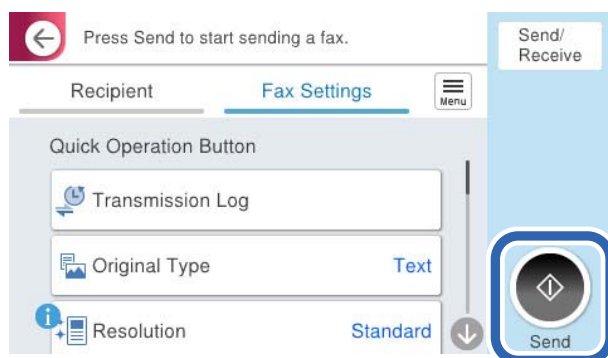 Press Send to start sending a fax.
Send/
Receive
Recipient
Fax Settings
Menu
Quick Operation Button
Transmission Log
Original Type
Text
Resolution
Standard
Send